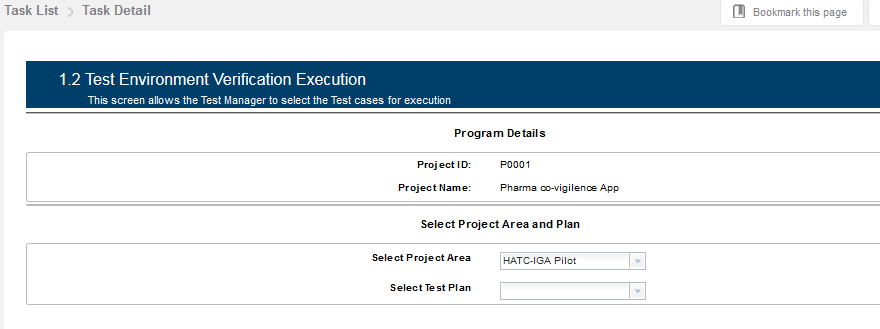 Task List > Task Detail
Bookmark this page
1.2 Test Environment Verification Execution
This screen allows the Test Manager to select the Test cases for execution
Program Details
Project ID: P0001
Project Name: Pharma co-vigilence App
Select Project Area and Plan
Select Project Area HATC-IGA Pilot
Select Test Plan